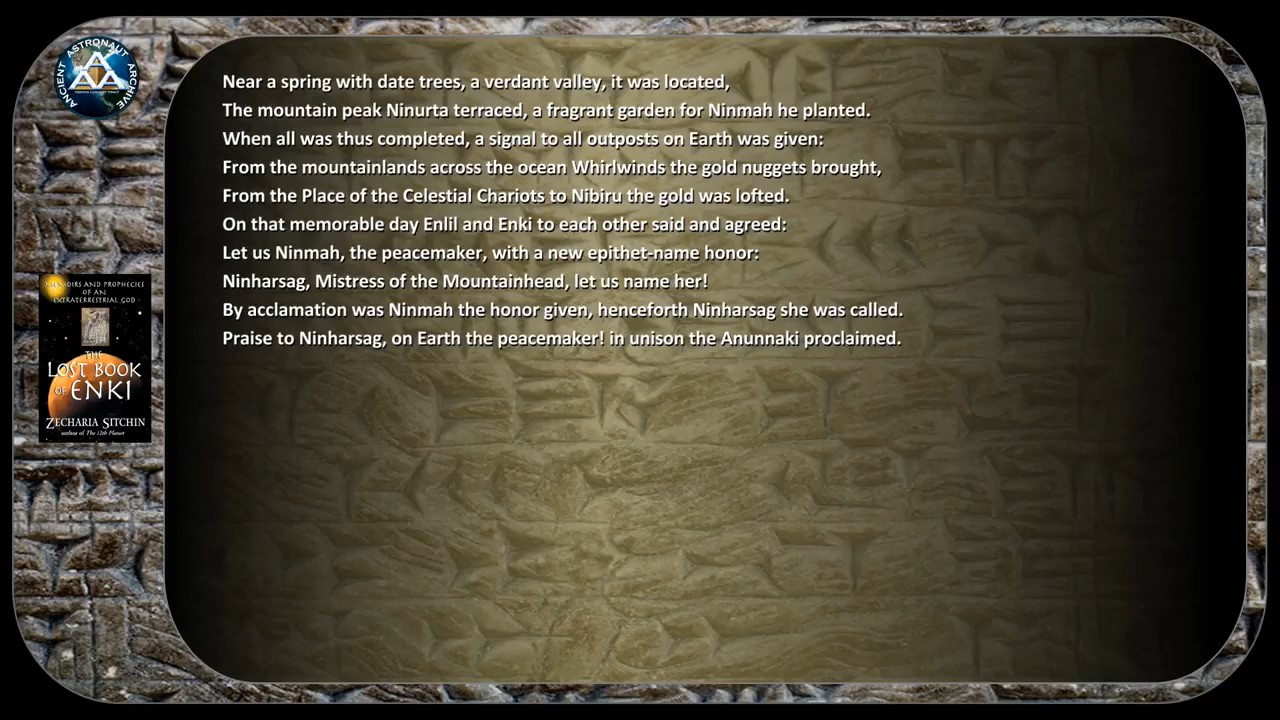 ANCIENT ASTRONAUT ARCHIVE
Near a spring with date trees, a verdant valley, it was located,
The mountain peak Ninurta terraced, a fragrant garden for Ninmah he planted.
When all was thus completed, a signal to all outposts on Earth was given:
From the mountainlands across the ocean Whirlwinds the gold nuggets brought,
From the Place of the Celestial Chariots to Nibiru the gold was lofted.
On that memorable day Enlil and Enki to each other said and agreed:
Let us Ninmah, the peacemaker, with a new epithet-name honor:
Ninharsag, Mistress of the Mountainhead, let us name her!
By acclamation was Ninmah the honor given, henceforth Ninharsag she was called.
Praise to Ninharsag, on Earth the peacemaker! in unison the Anunnaki proclaimed.
MEMOIRS AND PROPHECIES
OF AN
EXTRATERRESTRIAL GOD
THE
LOST BOOK
OF ENKI
ZECHARIA SITCHIN
author of The 12th Planet